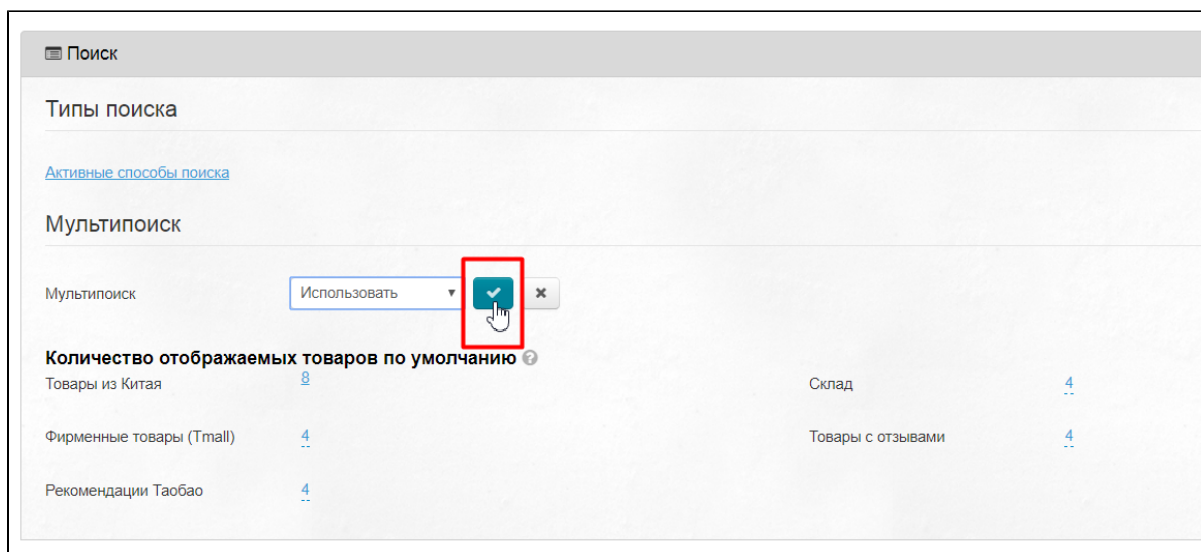 Поиск
Типы поиска
Активные способы поиска
Мультипоиск
Мультипоиск Использовать
Количество отображаемых товаров по умолчанию ?
Товары из Китая 8 Склад 4
Фирменные товары (Tmall) 4 Товары с отзывами 4
Рекомендации Таобао 4